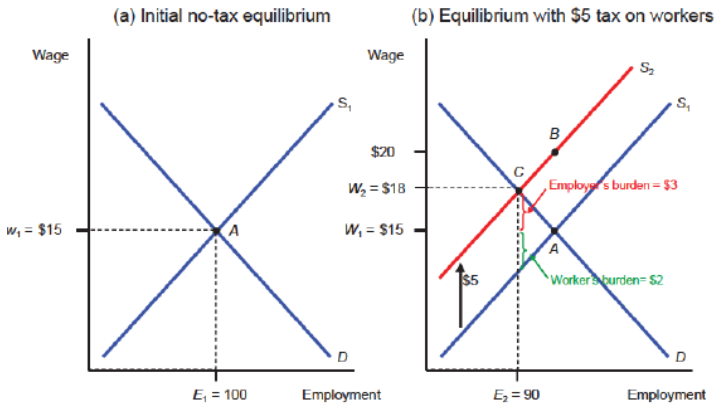 (a) Initial no-tax equilibrium
Wage
S₁
w₁ = $15
A
D
E₁ = 100
Employment
(b) Equilibrium with $5 tax on workers
Wage
S₂
S₁
B
$20
C
W₂ = $18
Employer's burden = $3
W₁ = $15
A
$5
Worker's burden= $2
D
E₂ = 90
Employment